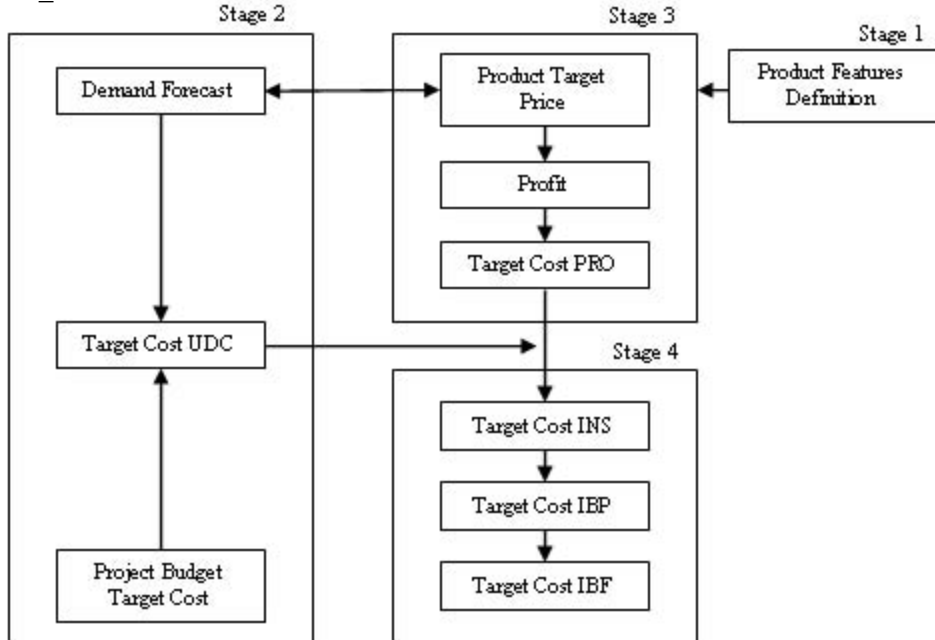 Stage 2
Stage 3
Stage 1
Demand Forecast
Product Target
Price
Product Features
Definition
Profit
Target Cost PRO
Target Cost UDC
Stage 4
Target Cost INS
Target Cost IBP
Project Budget
Target Cost
Target Cost IBF